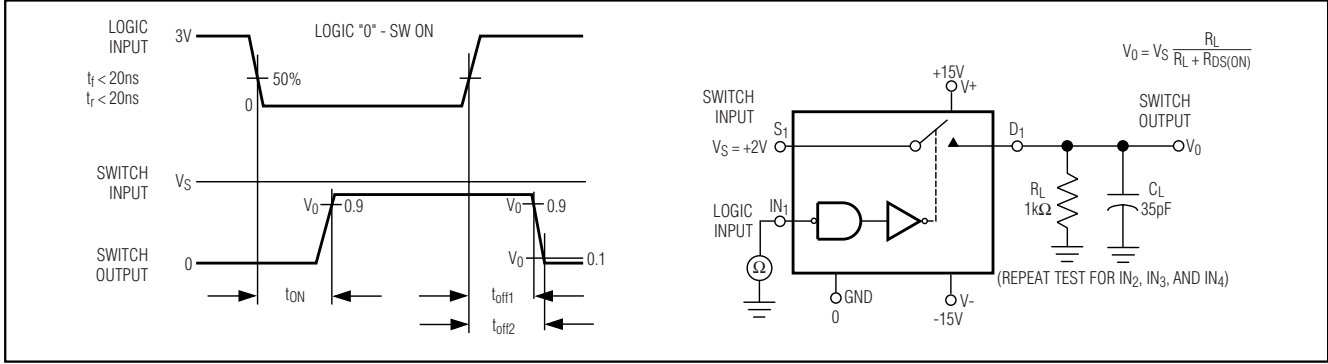 LOGIC "0" - SW ON
LOGIC
INPUT
3V
tf < 20ns
tr < 20ns
50%
0
SWITCH
INPUT
VS
V0
0.9
V0
0.9
SWITCH
OUTPUT
0
V0
0.1
tON
toff1
toff2
V0 = VS RL / RL + RDS(ON)
+15V
V+
SWITCH
INPUT
S1
VS = +2V
D1
SWITCH
OUTPUT
V0
LOGIC
INPUT
IN1
Ω
RL
1kΩ
CL
35pF
(REPEAT TEST FOR IN2, IN3, AND IN4)
GND
0
V-
-15V